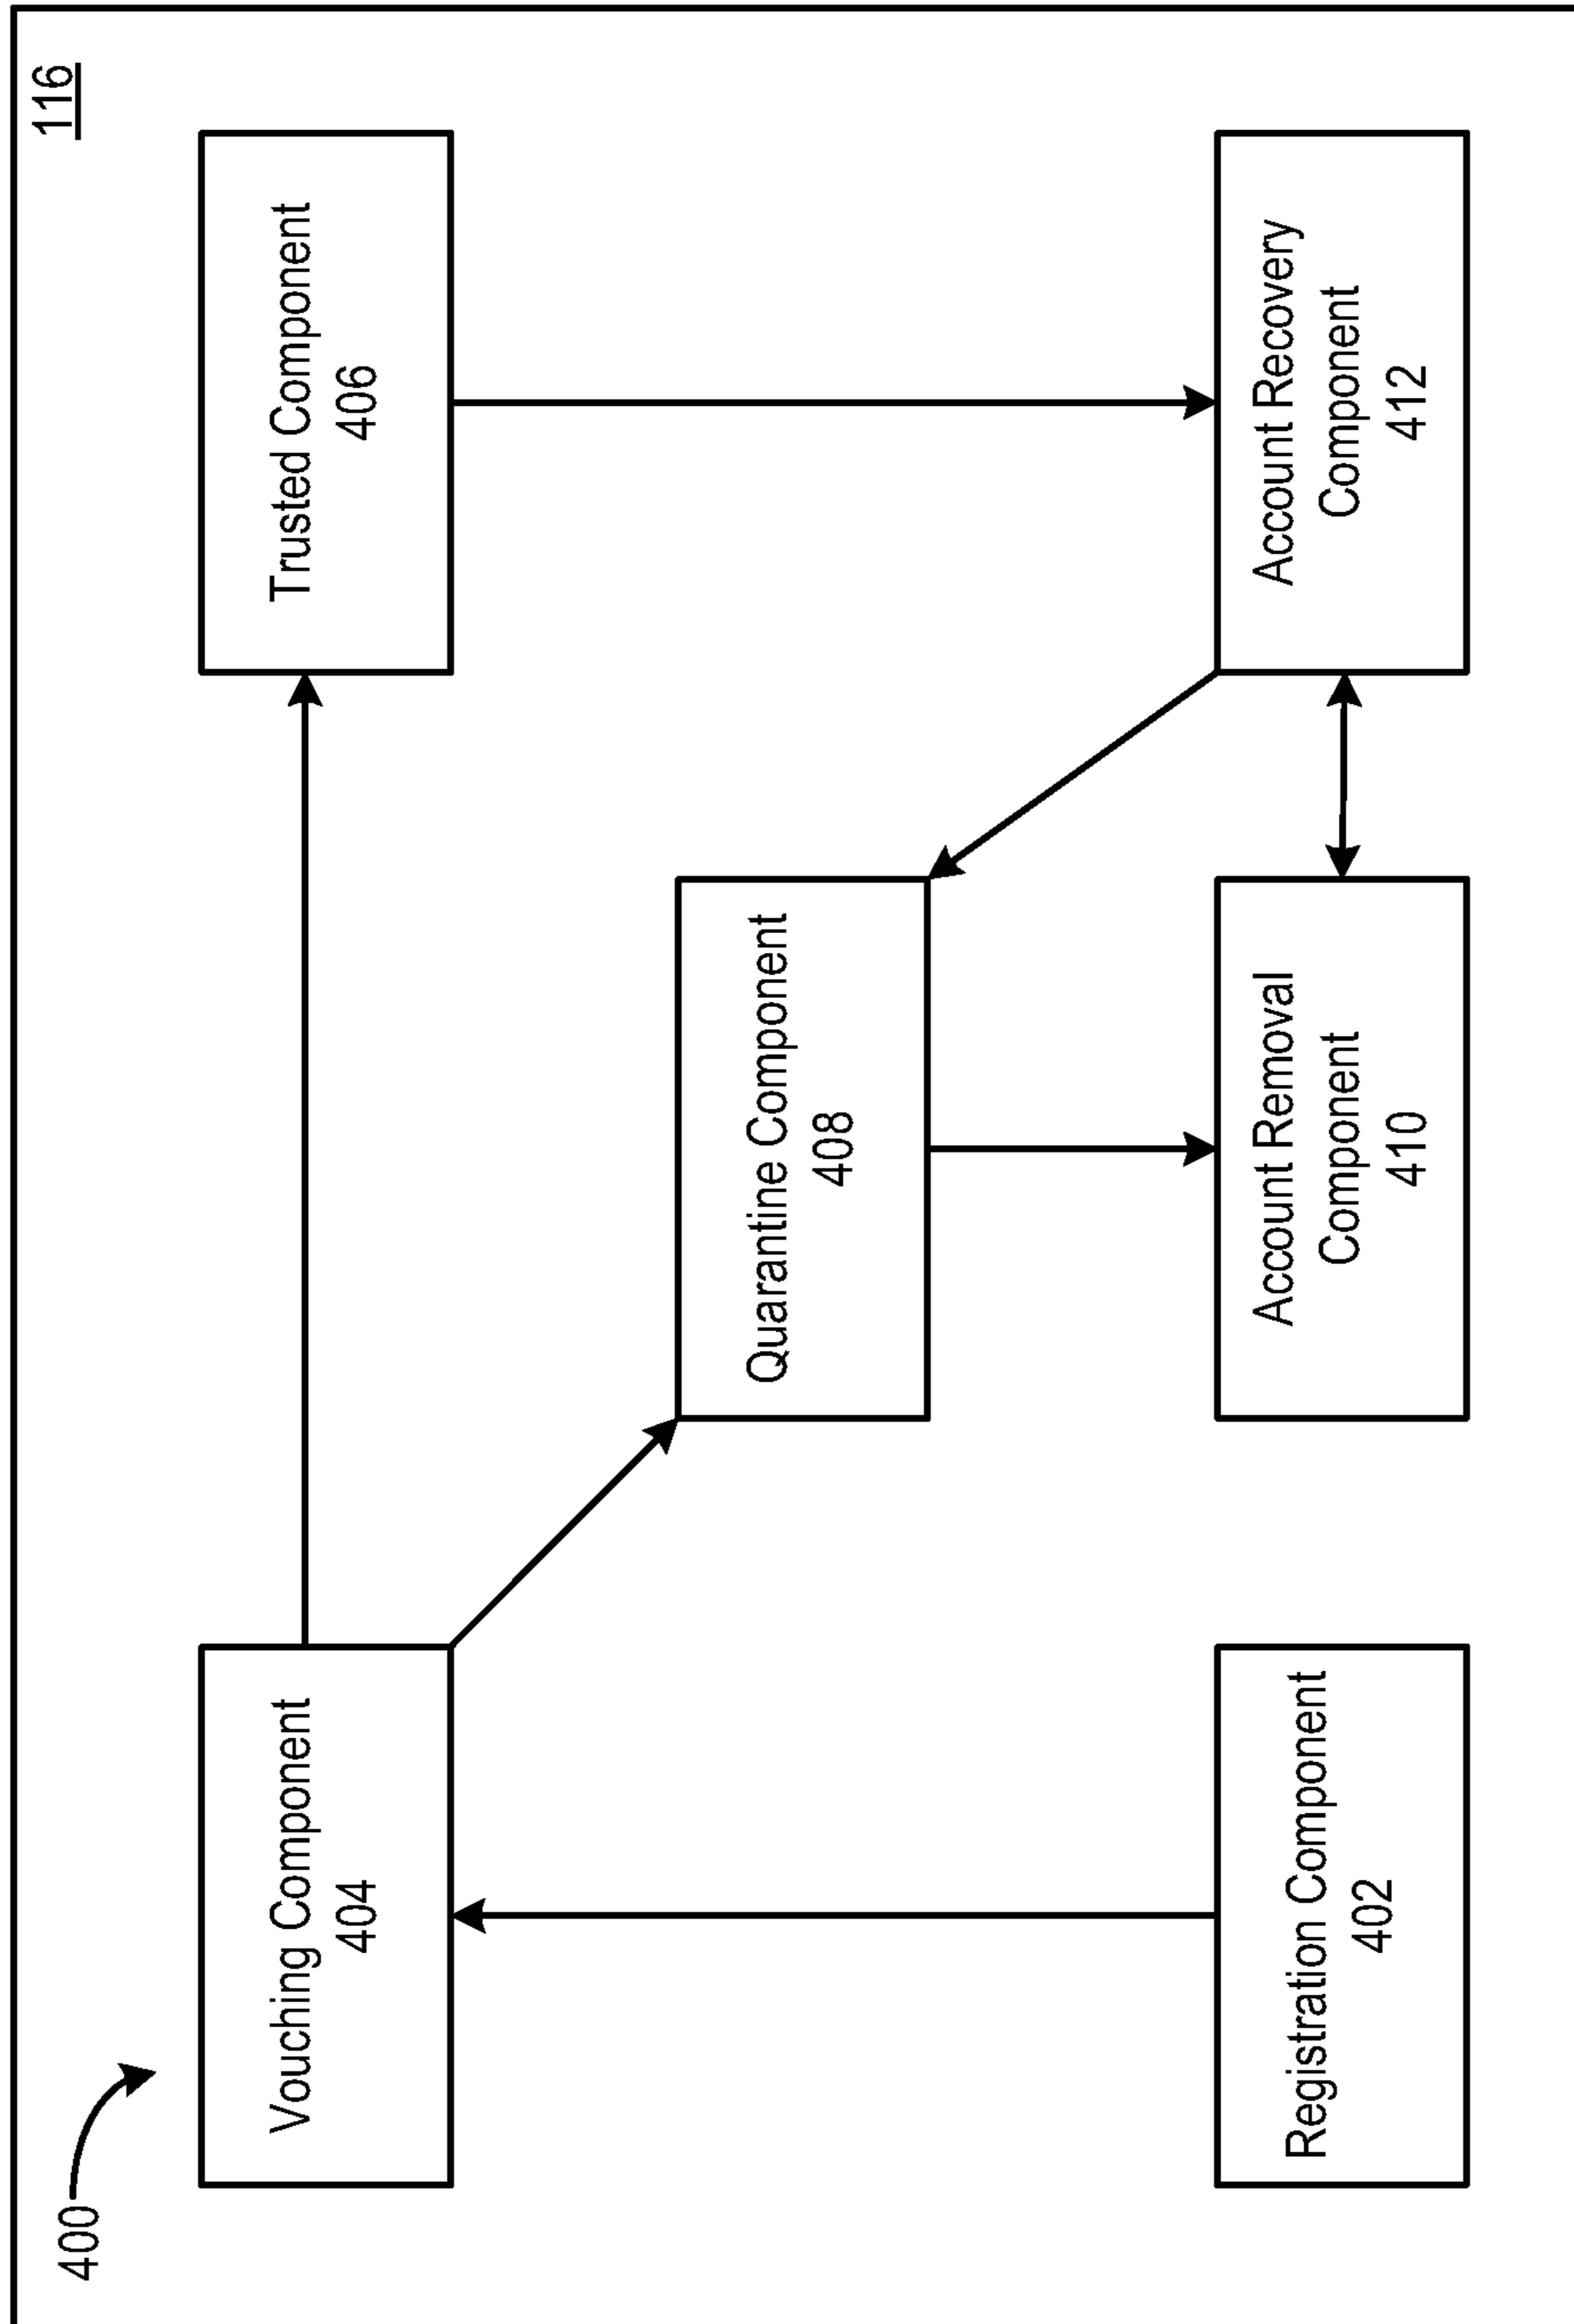 400
116
Vouching Component
404
Trusted Component
406
Quarantine Component
408
Registration Component
402
Account Removal
Component
410
Account Recovery
Component
412